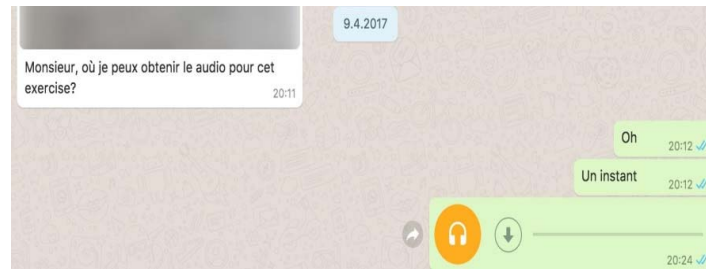 9.4.2017
Monsieur, où je peux obtenir le audio pour cet
exercise?
20:11
Oh
20:12
Un instant
20:12
20:24